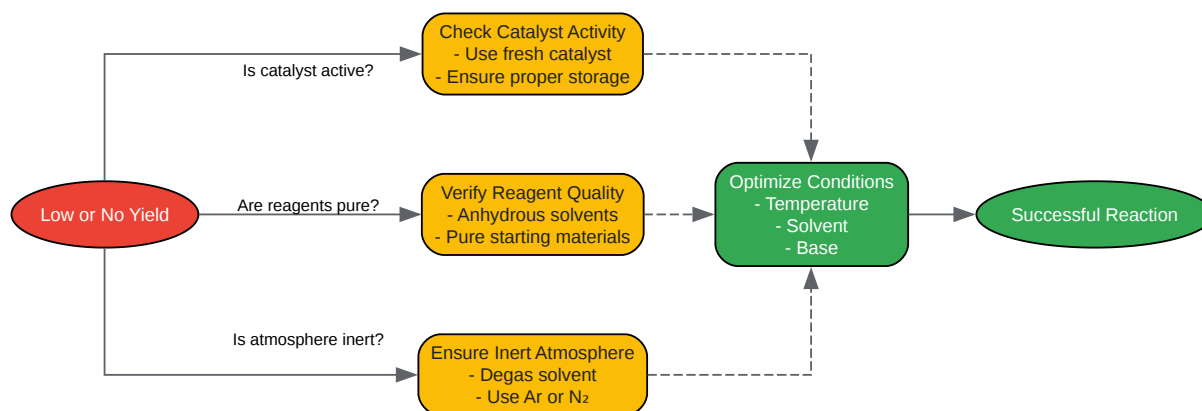 Check Catalyst Activity
- Use fresh catalyst
- Ensure proper storage
Is catalyst active?
Low or No Yield
Are reagents pure?
Verify Reagent Quality
- Anhydrous solvents
- Pure starting materials
Optimize Conditions
- Temperature
- Solvent
- Base
Successful Reaction
Is atmosphere inert?
Ensure Inert Atmosphere
- Degas solvent
- Use Ar or N₂